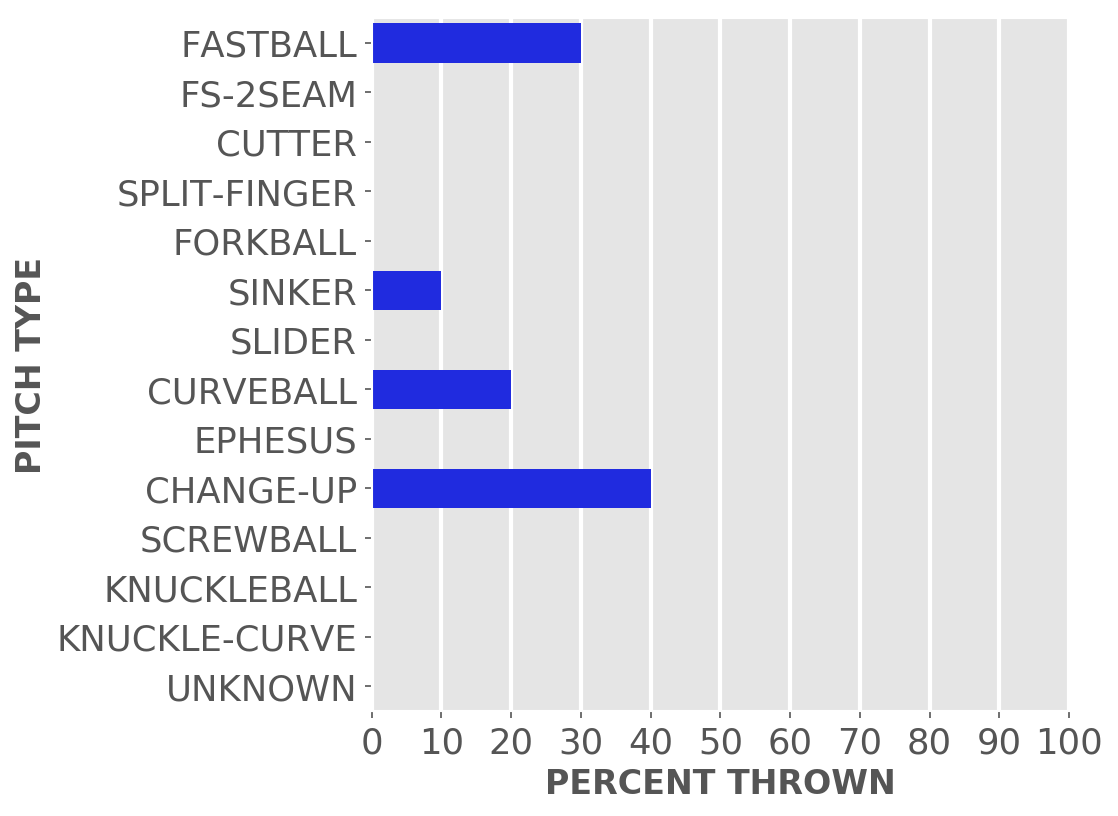 FASTBALL
FS-2SEAM
CUTTER
SPLIT-FINGER
FORKBALL
SINKER
SLIDER
CURVEBALL
EPHESUS
CHANGE-UP
SCREWBALL
KNUCKLEBALL
KNUCKLE-CURVE
UNKNOWN
PITCH TYPE
0 10 20 30 40 50 60 70 80 90 100
PERCENT THROWN